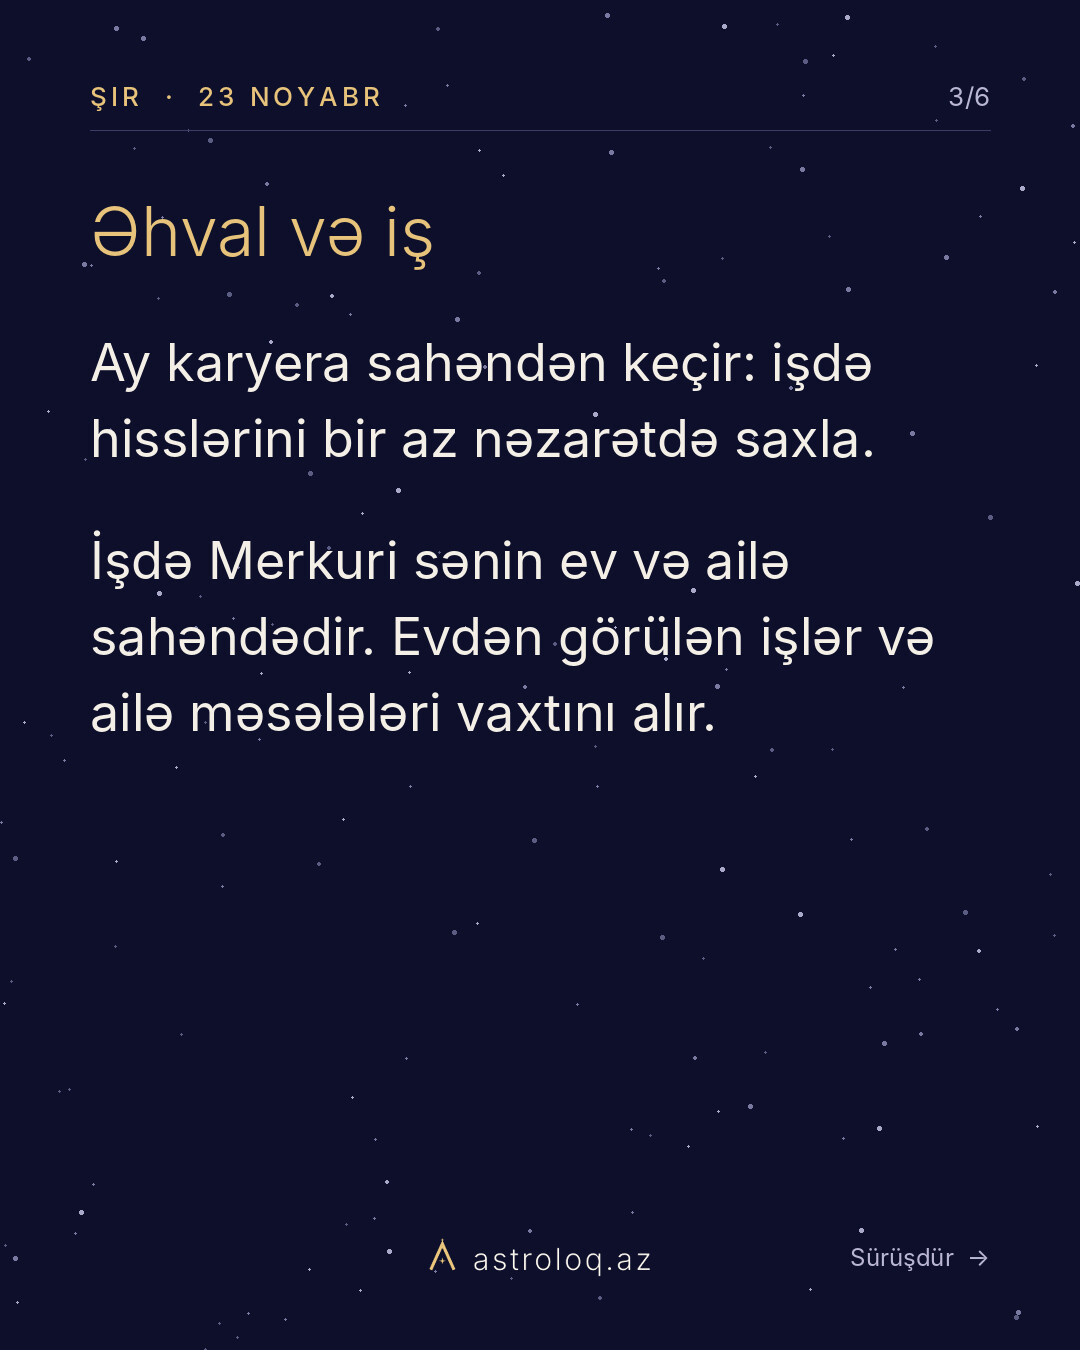 ŞIR · 23 NOYABR
3/6
Əhval və iş
Ay karyera sahəndən keçir: işdə
hisslərini bir az nəzarətdə saxla.
İşdə Merkuri sənin ev və ailə
sahəndədir. Evdən görülən işlər və
ailə məsələləri vaxtını alır.
astroloq.az
Sürüşdür →